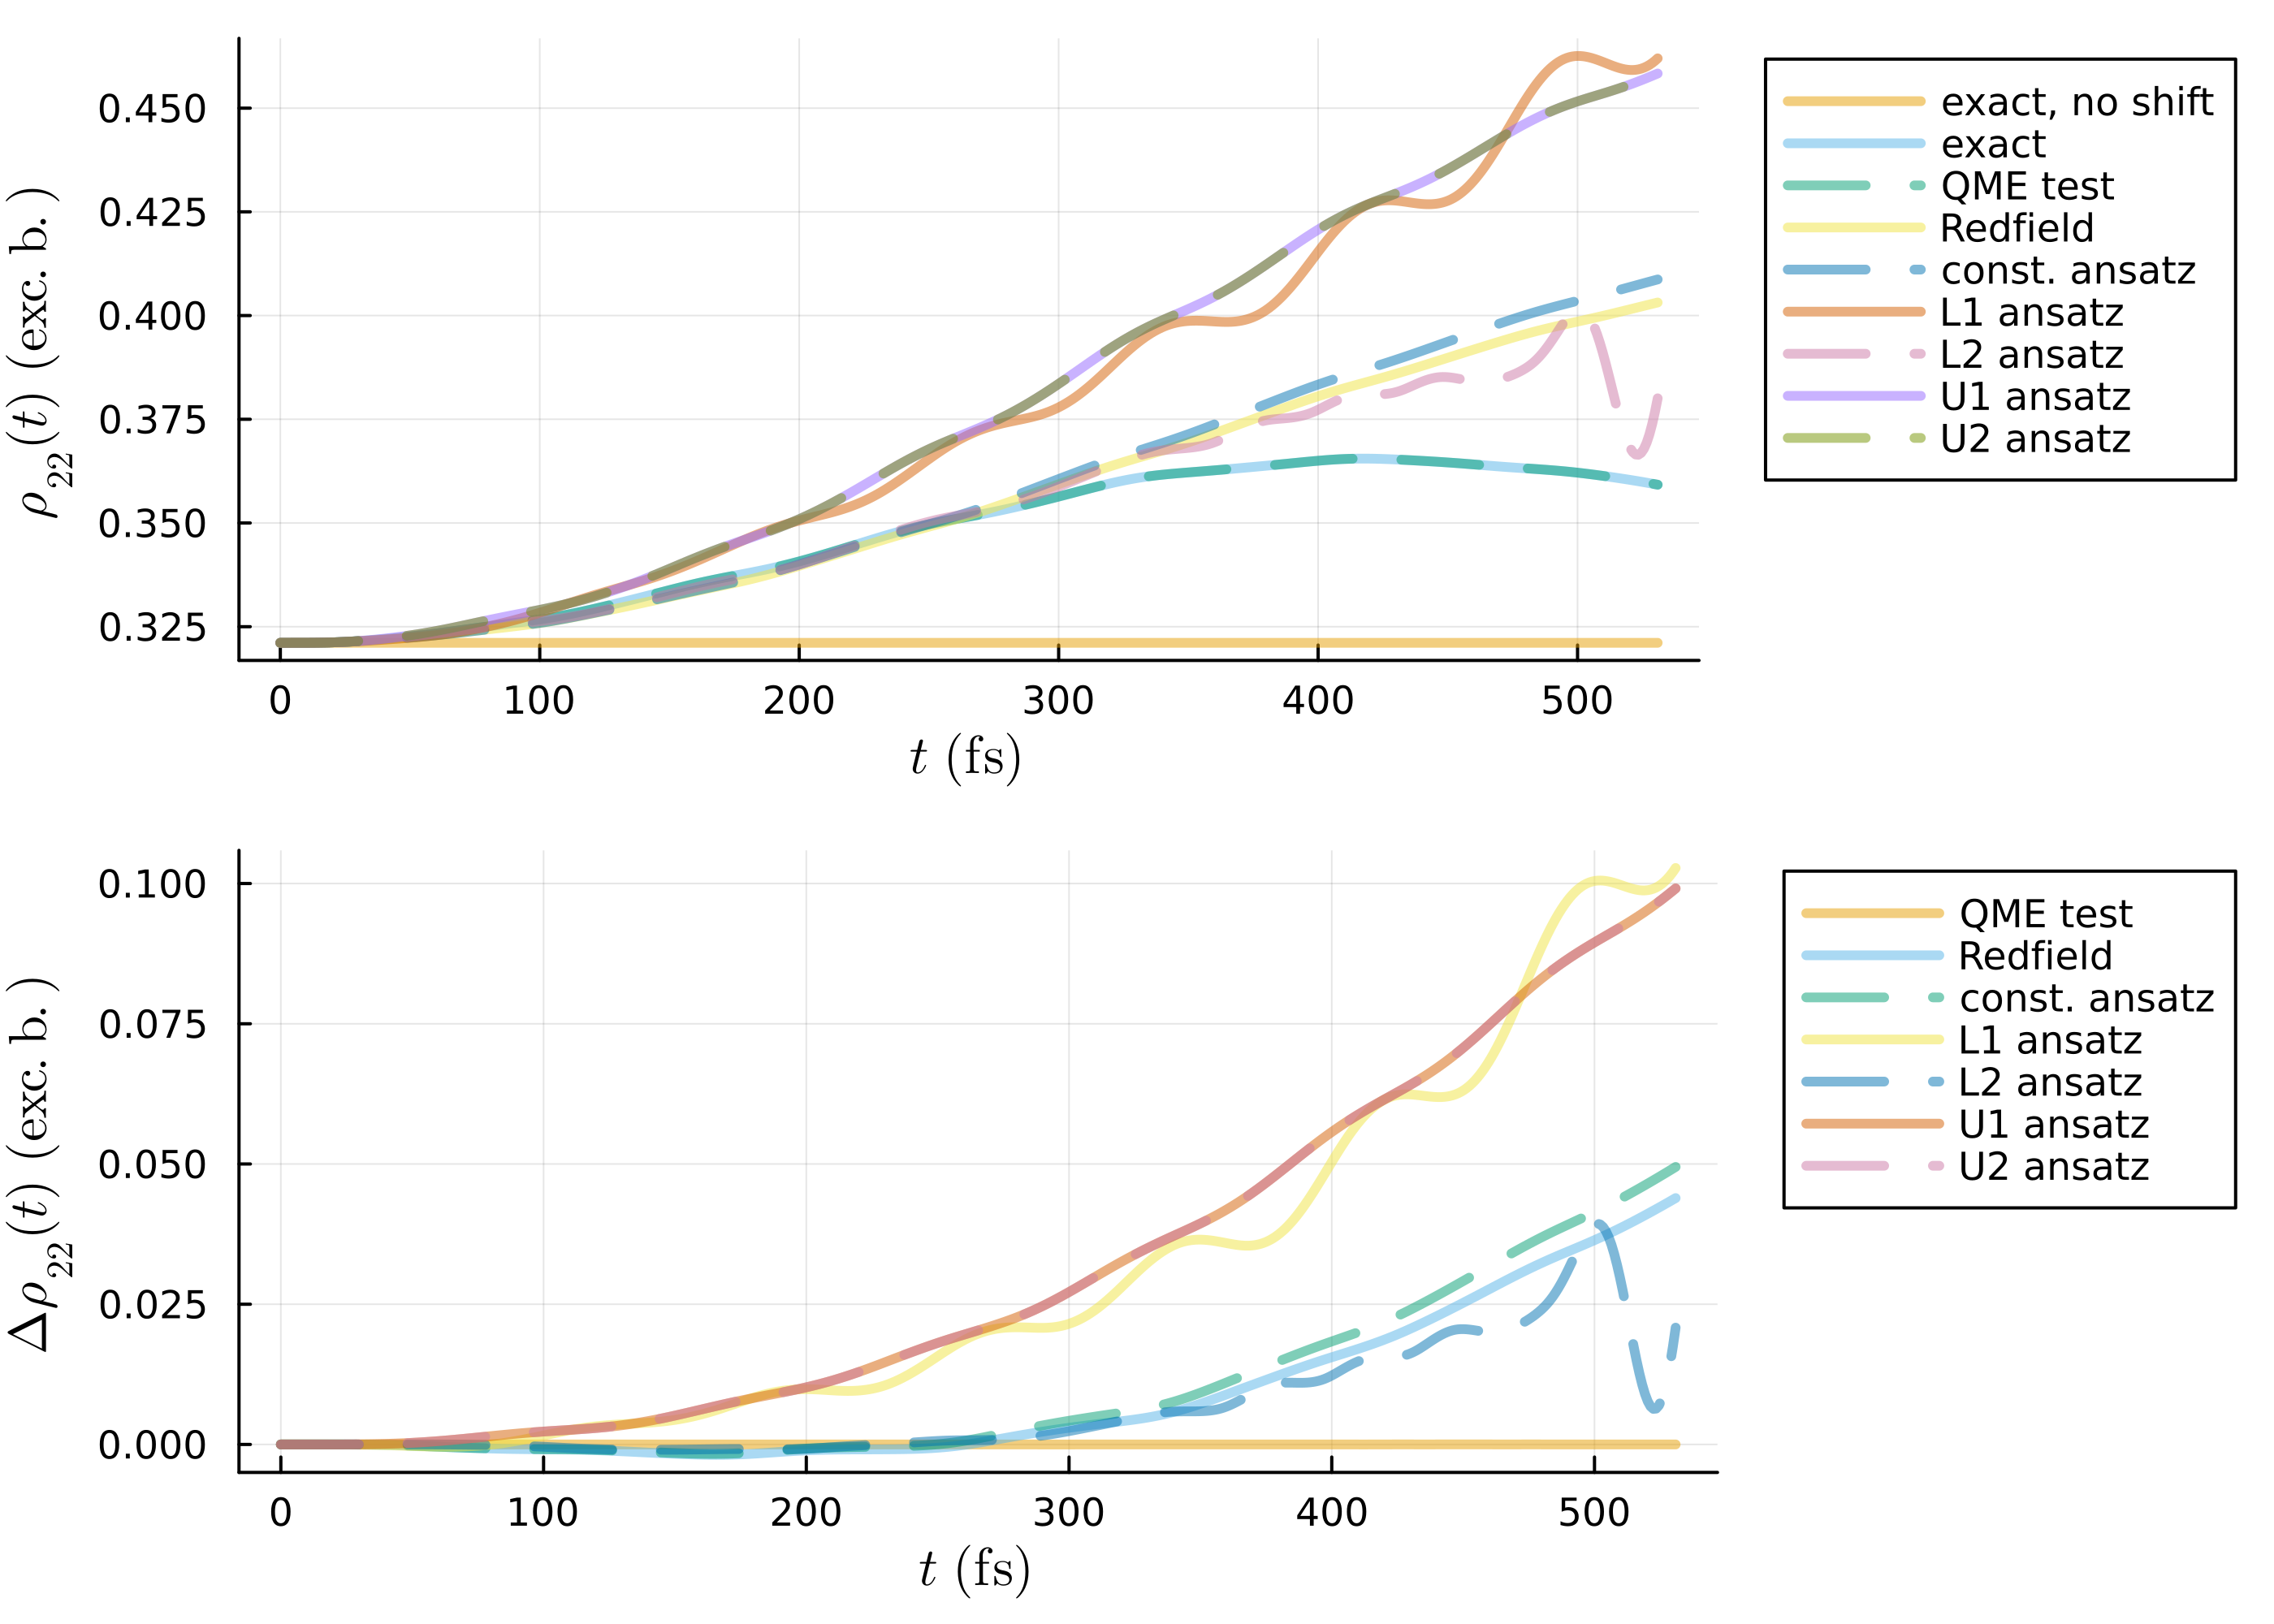 ρ₂₂(t) (exc. b. )
0.450
0.425
0.400
0.375
0.350
0.325
0 100 200 300 400 500
t (fs)
exact, no shift
exact
QME test
Redfield
const. ansatz
L1 ansatz
L2 ansatz
U1 ansatz
U2 ansatz
Δρ₂₂(t) (exc. b. )
0.100
0.075
0.050
0.025
0.000
0 100 200 300 400 500
t (fs)
QME test
Redfield
const. ansatz
L1 ansatz
L2 ansatz
U1 ansatz
U2 ansatz